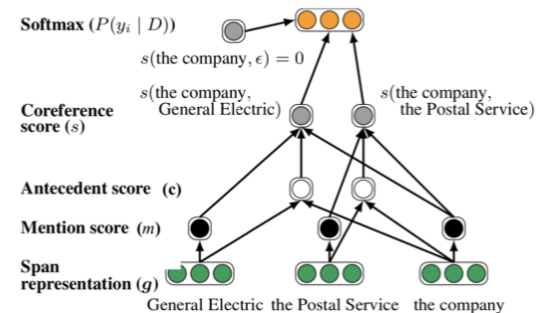 Softmax (P(y_i | D))
s(the company, ϵ) = 0
s(the company,
General Electric)
s(the company,
the Postal Service)
Coreference
score (s)
Antecedent score (c)
Mention score (m)
Span
representation (g)
General Electric the Postal Service the company